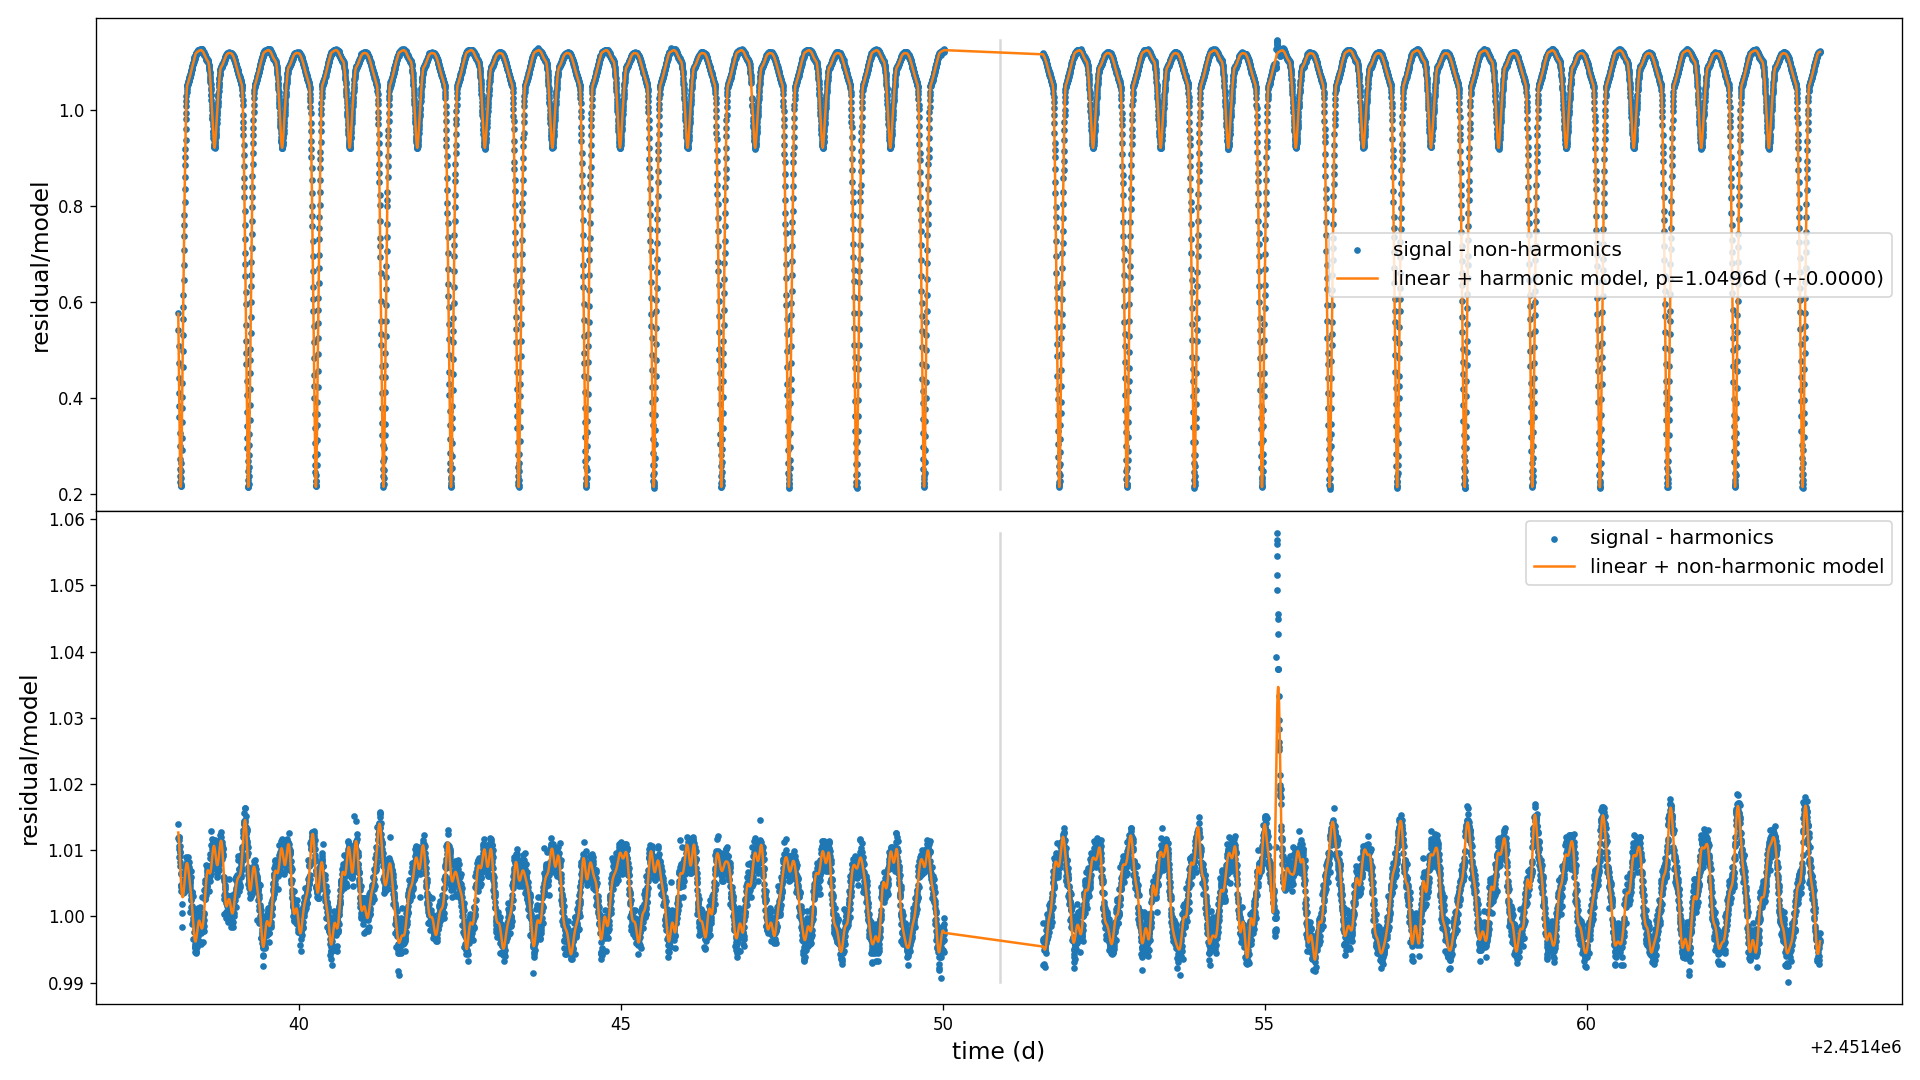 1.0
0.8
0.6
0.4
0.2
residual/model
signal - non-harmonics
linear + harmonic model, p=1.0496d (+-0.0000)
1.06
1.05
1.04
1.03
1.02
1.01
1.00
0.99
residual/model
signal - harmonics
linear + non-harmonic model
40
45
50
55
60
time (d)
+2.4514e6